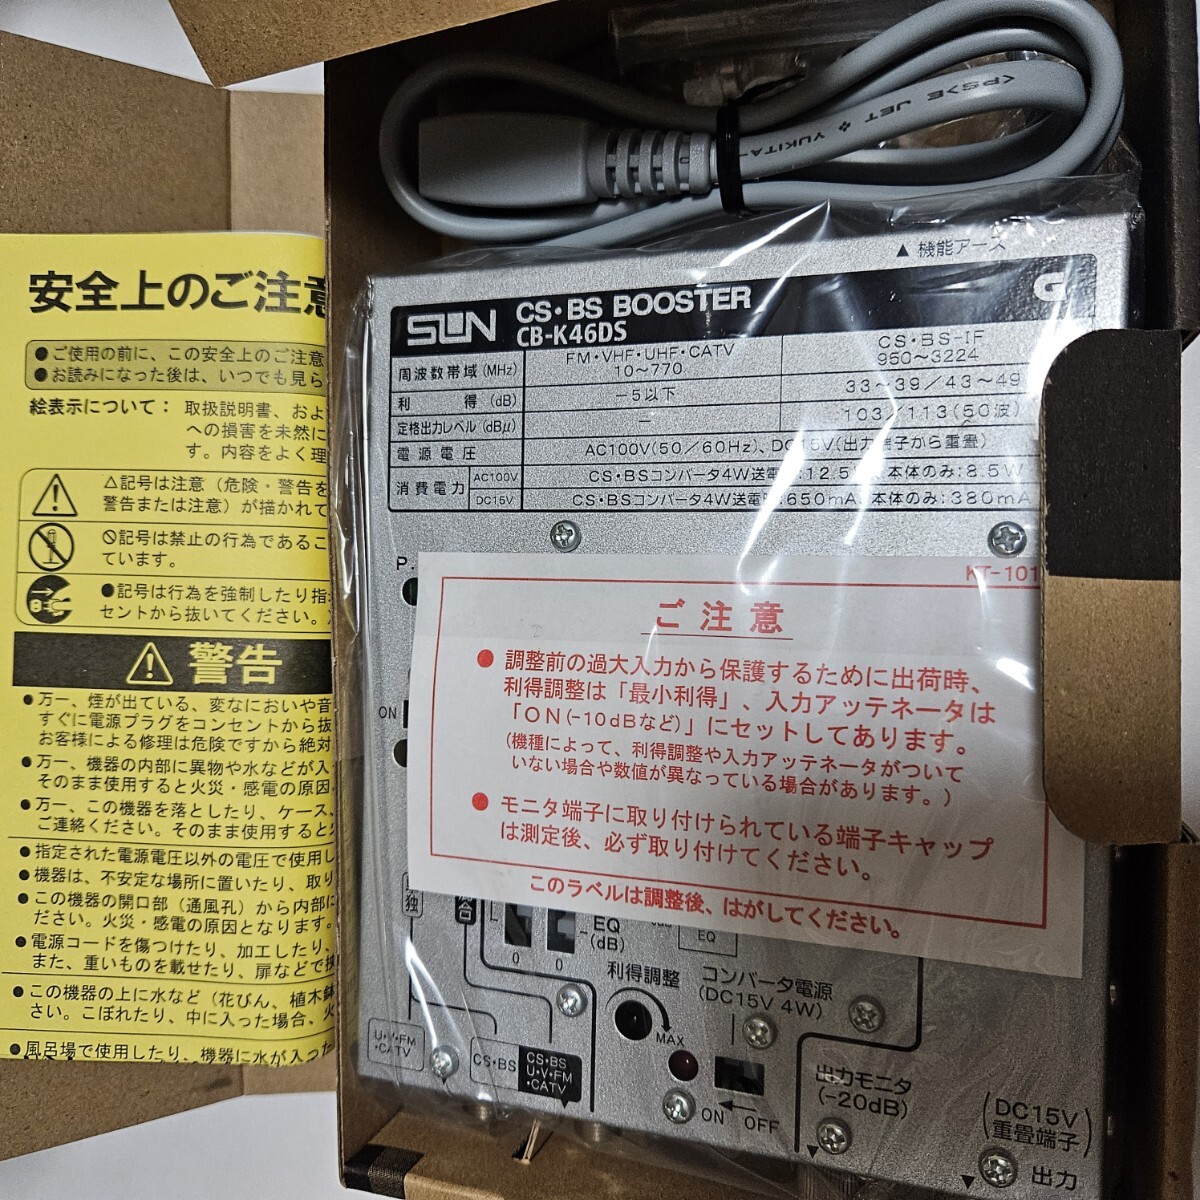 <PS>E JET YUKITA
▲ 機能アース
SUN CS・BS BOOSTER
CB-K46DS
G
周波数帯域 (MHz) FM・VHF・UHF・CATV 10～770 CS・BS-IF 950～3224
利 得 (dB) －5以下 33～39／43～49
定格出力レベル (dBμ) － 103／113(50波)
電源電圧 AC100V(50／60Hz)、DC15V(出力端子から重畳)
消費電力 AC100V CS・BSコンバータ4W送電 12.5W 本体のみ:8.5W
DC15V CS・BSコンバータ4W送電 650mA 本体のみ:380mA
P.
KT-101
ご注意
● 調整前の過大入力から保護するために出荷時、
利得調整は「最小利得」、入力アッテネータは
「ON(-10dBなど)」にセットしてあります。
(機種によって、利得調整や入力アッテネータがついて
いない場合や数値が異なっている場合があります。)
● モニタ端子に取り付けられている端子キャップ
は測定後、必ず取り付けてください。
このラベルは調整後、はがしてください。
ON
独
合
L
EQ
-(dB)
0 0
EQ
利得調整
MAX
コンバータ電源
(DC15V 4W)
ON ← OFF
U・V・FM
・CATV
CS・BS
CS・BS
U・V・FM
・CATV
出力モニタ
(-20dB)
(DC15V
重畳端子)
出力
安全上のご注意
●ご使用の前に、この安全上のご注意
●お読みになった後は、いつでも見ら
絵表示について： 取扱説明書、およ
への損害を未然に
す。内容をよく理
△記号は注意（危険・警告を
警告または注意）が描かれて
⃠記号は禁止の行為であるこ
ています。
●記号は行為を強制したり指
セントから抜いてください。
警告
●万一、煙が出ている、変なにおいや音
すぐに電源プラグをコンセントから抜
お客様による修理は危険ですから絶対
●万一、機器の内部に異物や水などが入
そのまま使用すると火災・感電の原因
●万一、この機器を落としたり、ケース、
ご連絡ください。そのまま使用すると
●指定された電源電圧以外の電圧で使用し
●機器は、不安定な場所に置いたり、取り
●この機器の開口部（通風孔）から内部に
ださい。火災・感電の原因となります。
●電源コードを傷つけたり、加工したり、
また、重いものを載せたり、扉などで挟
●この機器の上に水など（花びん、植木鉢
さい。こぼれたり、中に入った場合、火
●風呂場で使用したり、機器に水が入った